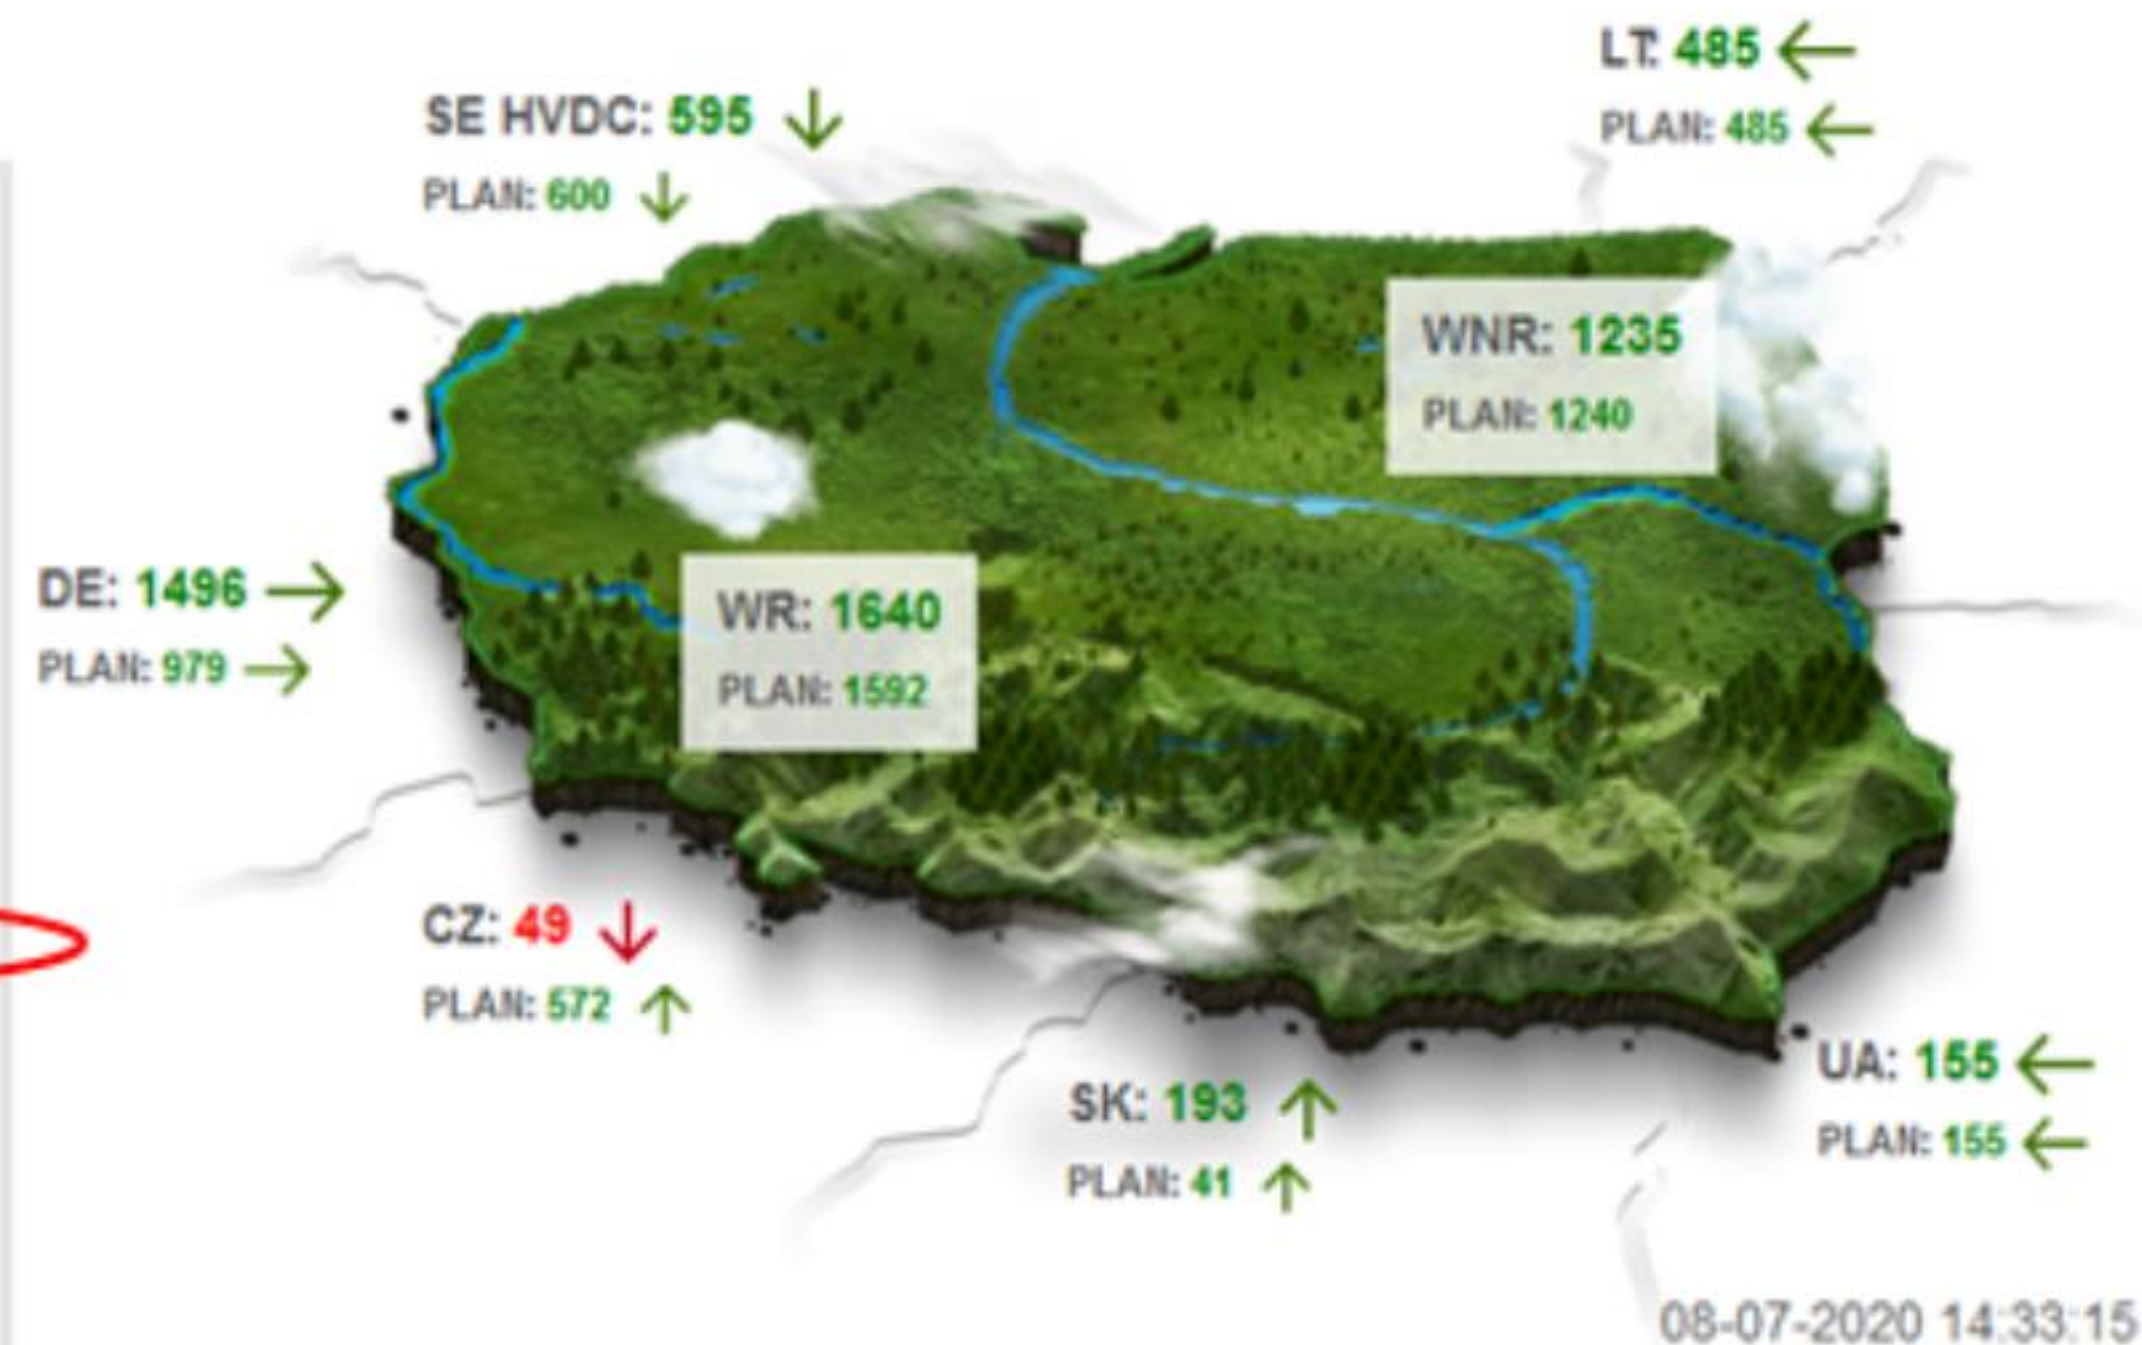 LT: 485
PLAN: 485
SE HVDC: 595
PLAN: 600
WNR: 1235
PLAN: 1240
DE: 1496
PLAN: 979
WR: 1640
PLAN: 1592
CZ: 49
PLAN: 572
SK: 193
PLAN: 41
UA: 155
PLAN: 155
08-07-2020 14:33:15